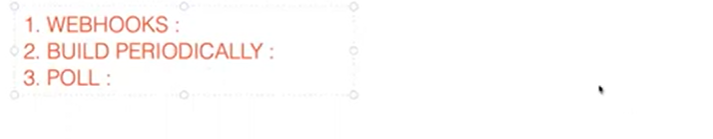 1. WEBHOOKS :
2. BUILD PERIODICALLY :
3. POLL :